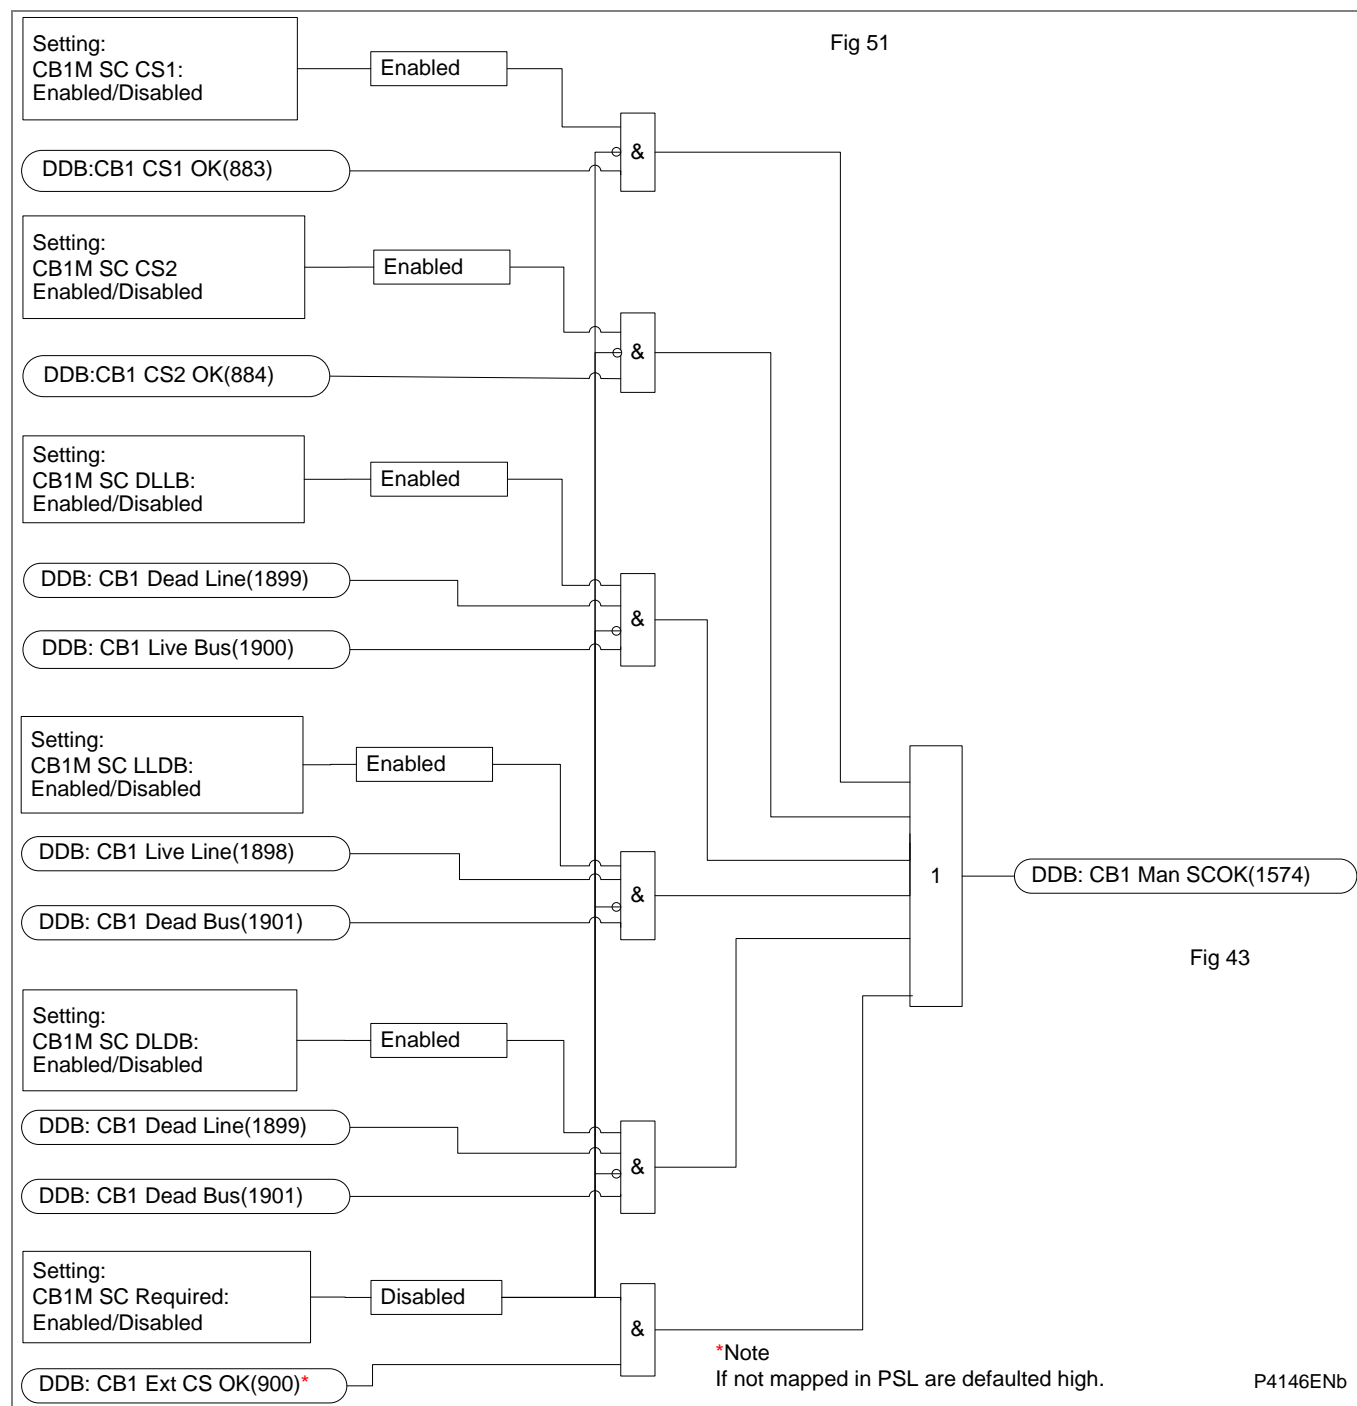 Fig 51
Setting:
CB1M SC CS1:
Enabled/Disabled
Enabled
&
DDB:CB1 CS1 OK(883)
Setting:
CB1M SC CS2
Enabled/Disabled
Enabled
&
DDB:CB1 CS2 OK(884)
Setting:
CB1M SC DLLB:
Enabled/Disabled
Enabled
DDB: CB1 Dead Line(1899)
&
DDB: CB1 Live Bus(1900)
Setting:
CB1M SC LLDB:
Enabled/Disabled
Enabled
DDB: CB1 Live Line(1898)
&
DDB: CB1 Dead Bus(1901)
1
DDB: CB1 Man SCOK(1574)
Fig 43
Setting:
CB1M SC DLDB:
Enabled/Disabled
Enabled
DDB: CB1 Dead Line(1899)
&
DDB: CB1 Dead Bus(1901)
Setting:
CB1M SC Required:
Enabled/Disabled
Disabled
&
DDB: CB1 Ext CS OK(900)*
*Note
If not mapped in PSL are defaulted high.
P4146ENb